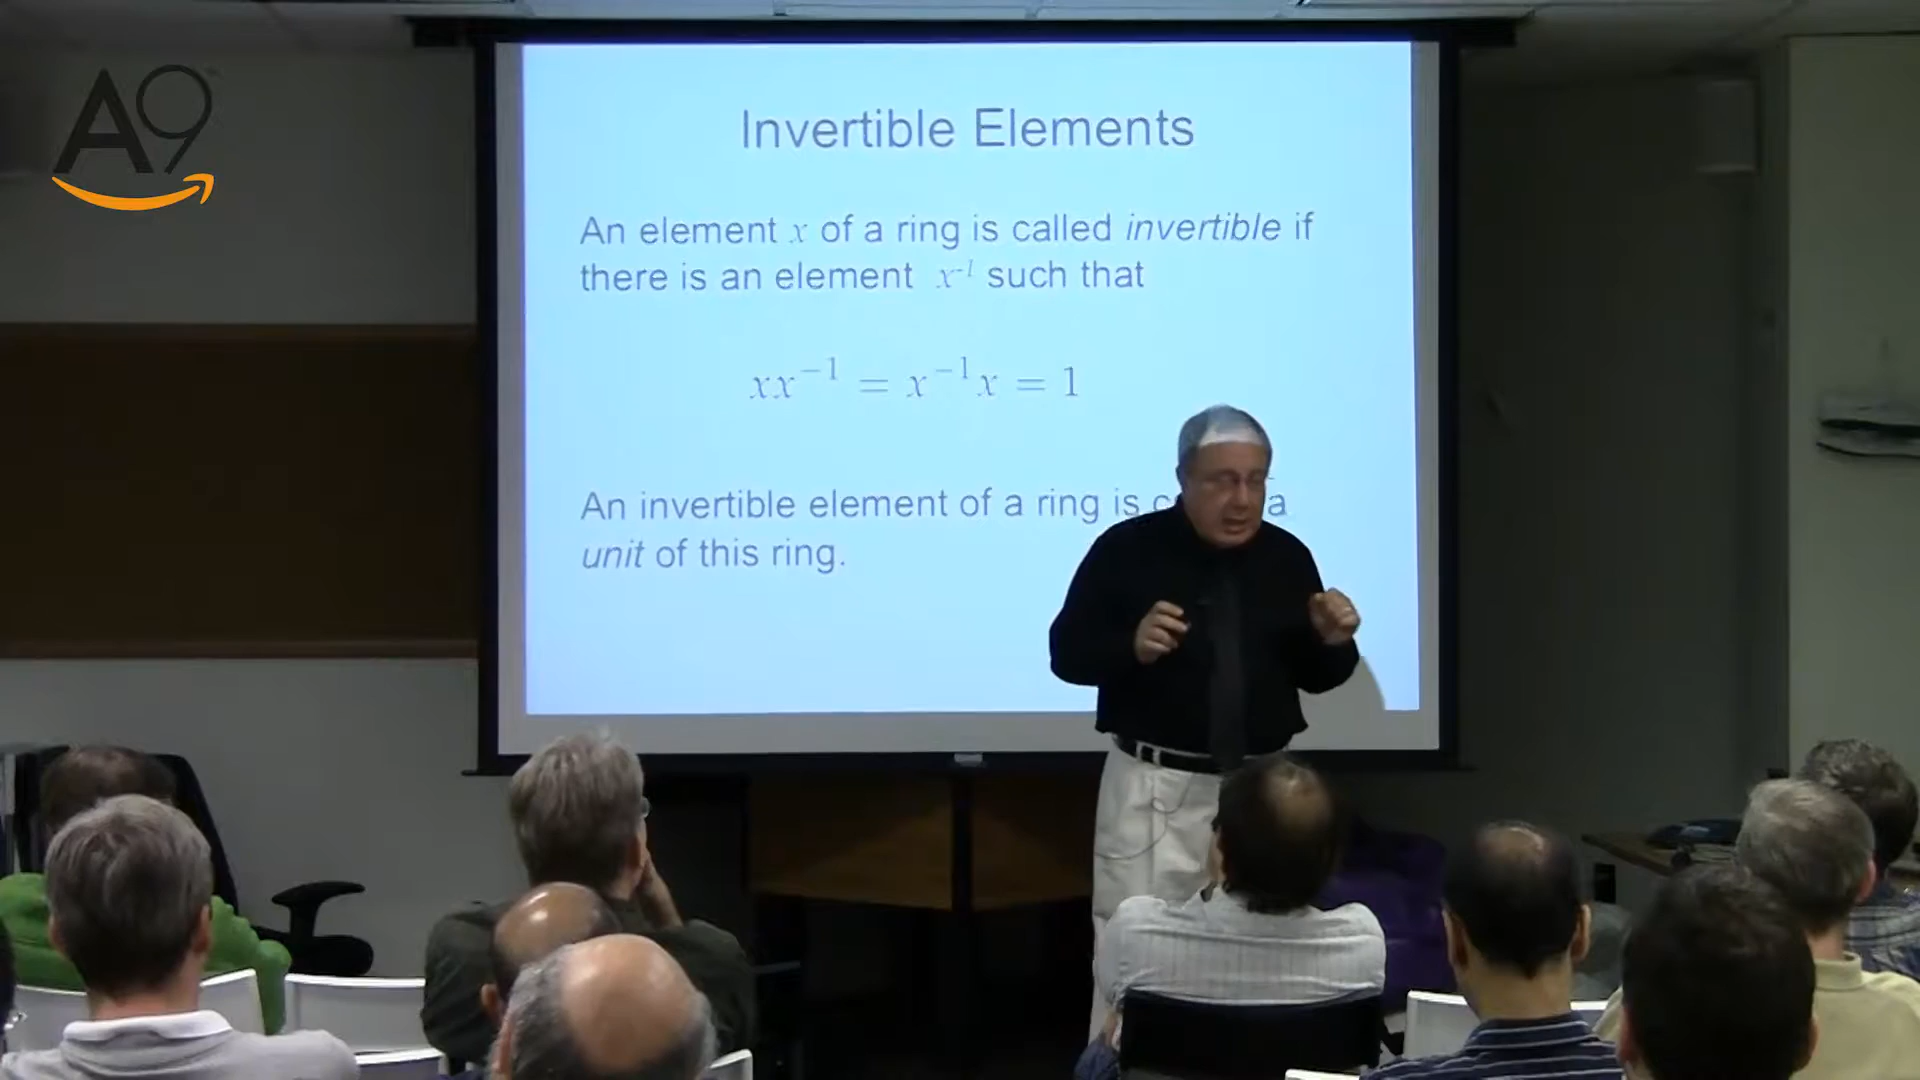 A9
Invertible Elements
An element x of a ring is called invertible if
there is an element x⁻¹ such that
xx⁻¹ = x⁻¹x = 1
An invertible element of a ring is a
unit of this ring.